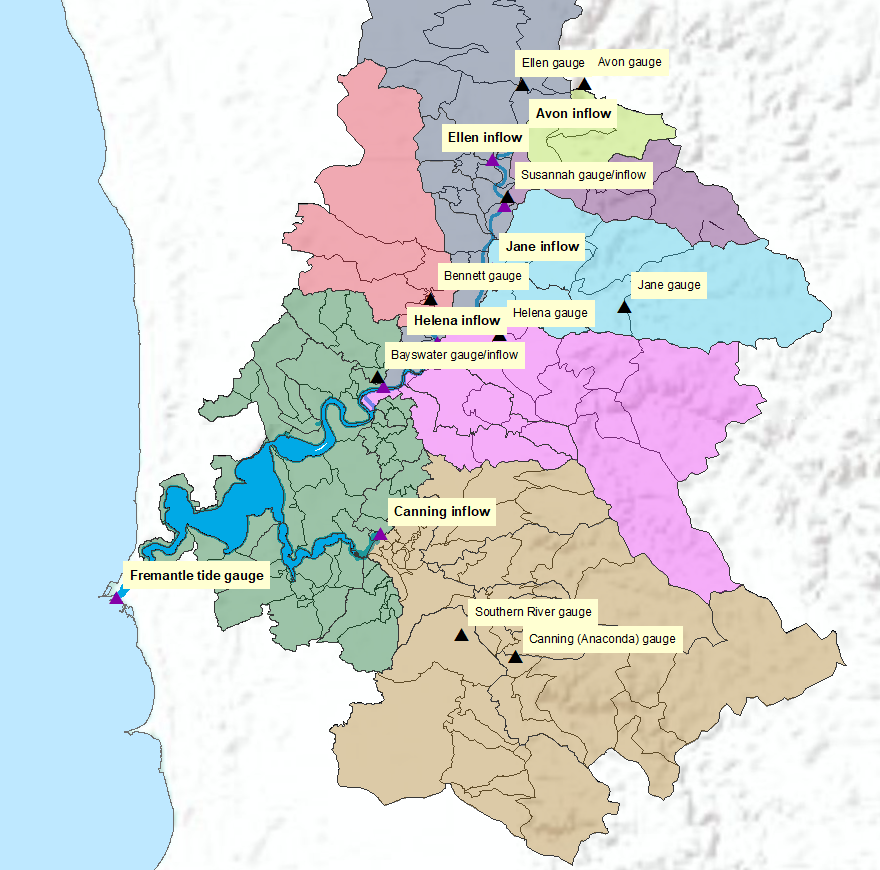 Ellen gauge
Avon gauge
Avon inflow
Ellen inflow
Susannah gauge/inflow
Jane inflow
Bennett gauge
Jane gauge
Helena gauge
Helena inflow
Bayswater gauge/inflow
Canning inflow
Fremantle tide gauge
Southern River gauge
Canning (Anaconda) gauge